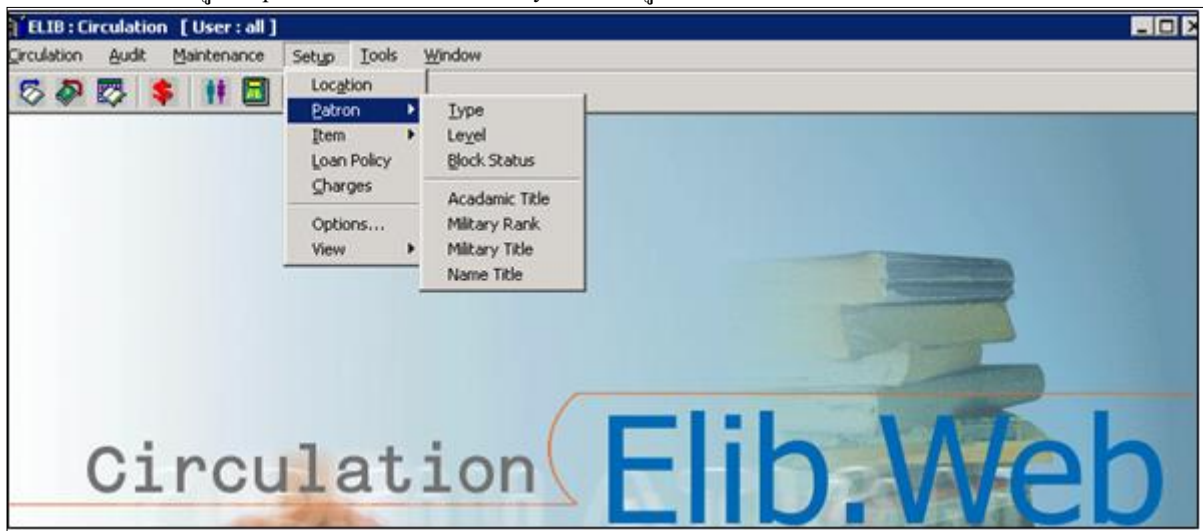 ELIB : Circulation [ User : all ]
Circulation Audit Maintenance Setup Tools Window
Location
Patron
Item
Loan Policy
Charges
Options...
View
Type
Level
Block Status
Acadamic Title
Military Rank
Military Title
Name Title
Circulation
Elib.Web